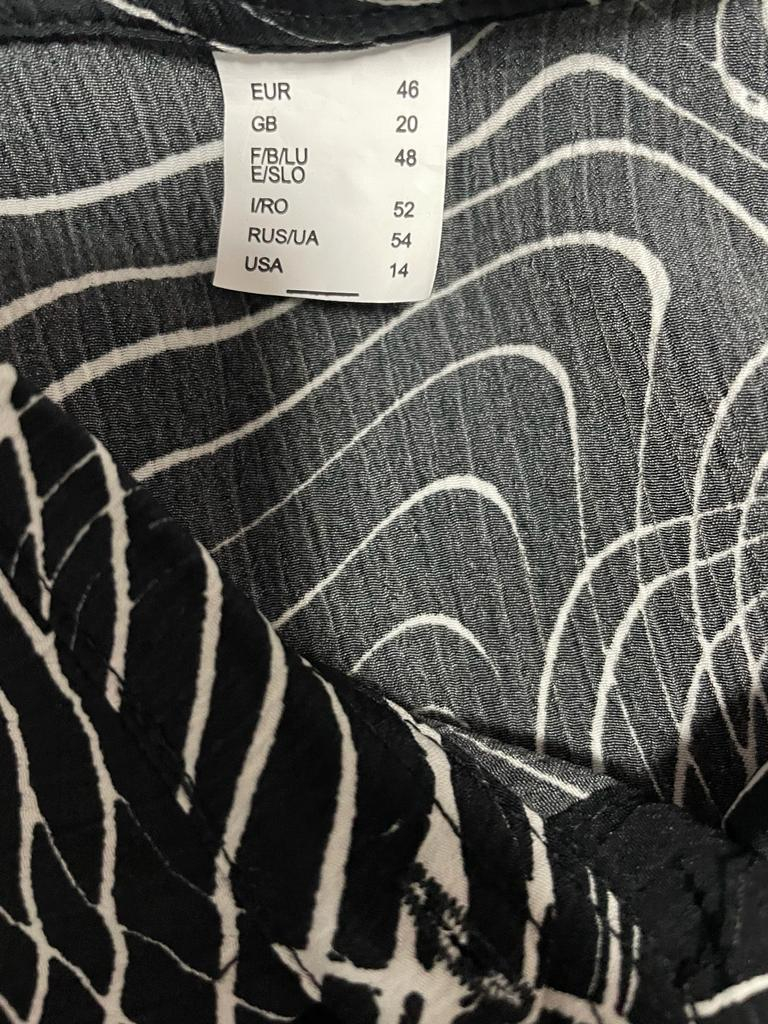 EUR 46
GB 20
F/B/LU 48
E/SLO
I/RO 52
RUS/UA 54
USA 14